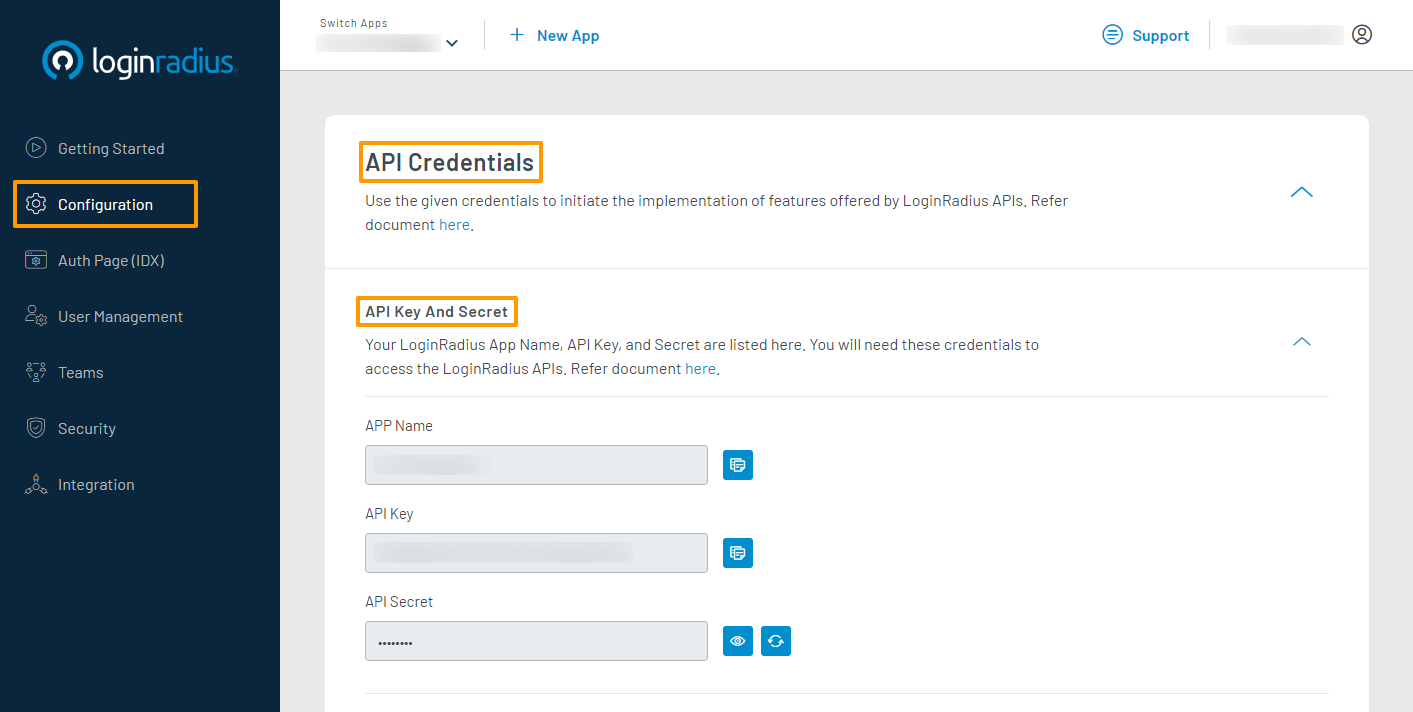 loginradius
Switch Apps
New App
Support
Getting Started
Configuration
Auth Page (IDX)
User Management
Teams
Security
Integration
API Credentials
Use the given credentials to initiate the implementation of features offered by LoginRadius APIs. Refer
document here.
API Key And Secret
Your LoginRadius App Name, API Key, and Secret are listed here. You will need these credentials to
access the LoginRadius APIs. Refer document here.
APP Name
API Key
API Secret
••••••••